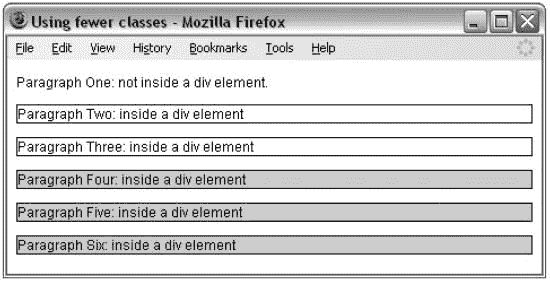 Using fewer classes - Mozilla Firefox
File Edit View History Bookmarks Tools Help
Paragraph One: not inside a div element.
Paragraph Two: inside a div element
Paragraph Three: inside a div element
Paragraph Four: inside a div element
Paragraph Five: inside a div element
Paragraph Six: inside a div element